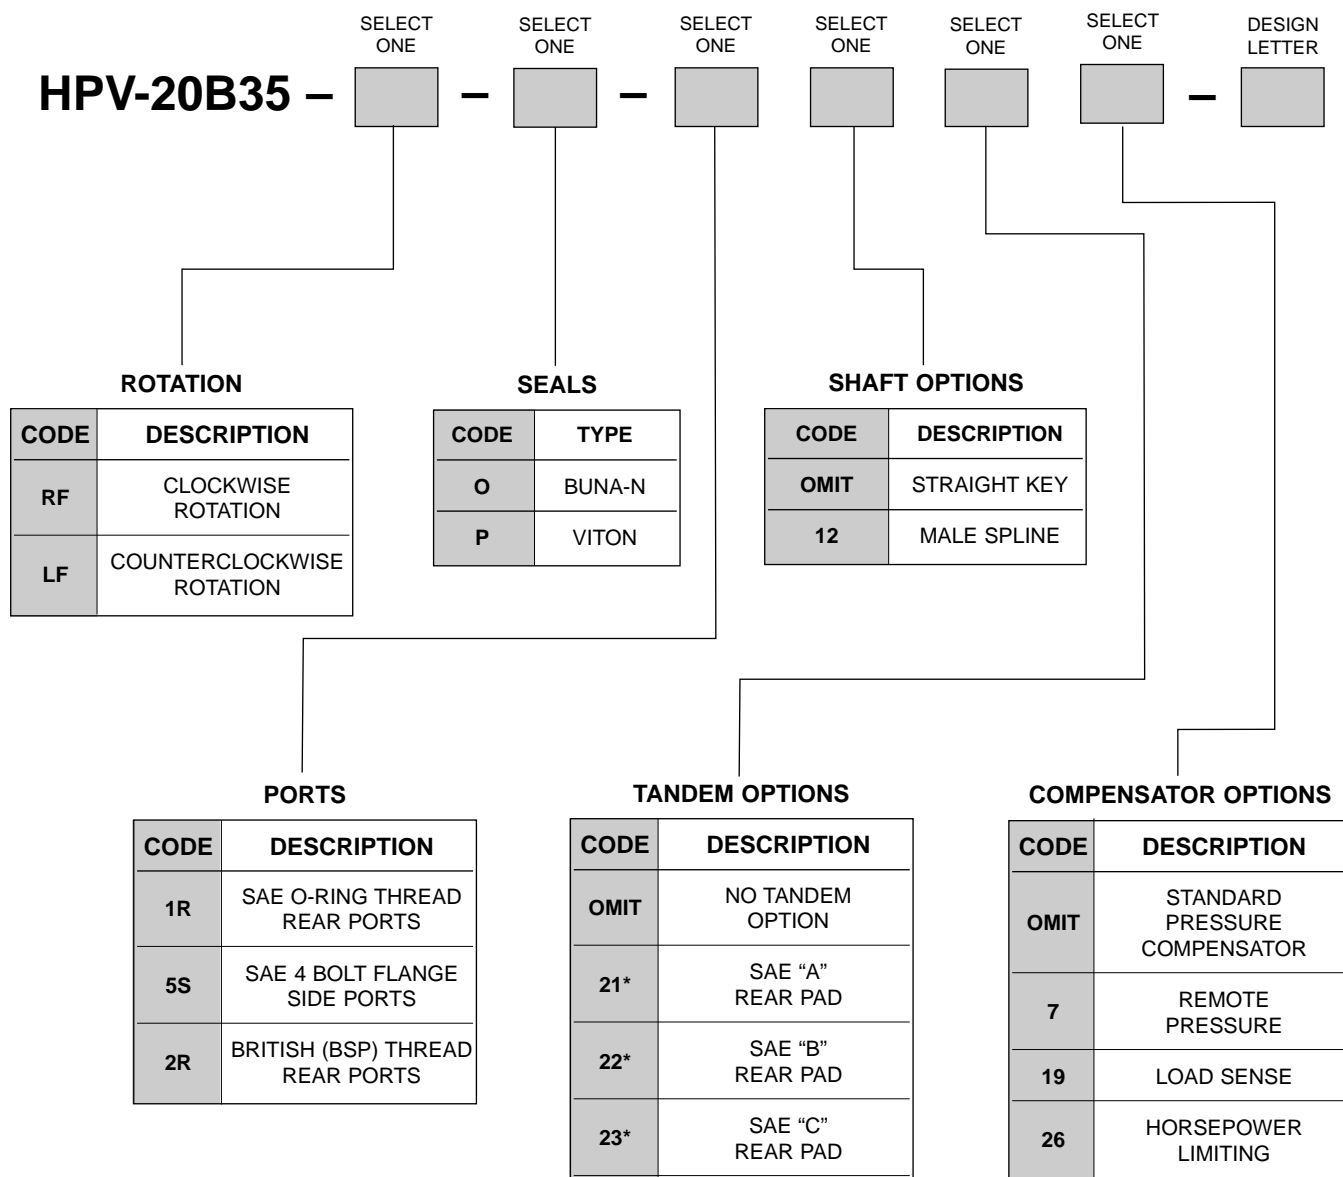 SELECT ONE
SELECT ONE
SELECT ONE
SELECT ONE
SELECT ONE
SELECT ONE
DESIGN LETTER
HPV-20B35 – – – –
ROTATION
CODE DESCRIPTION
RF CLOCKWISE ROTATION
LF COUNTERCLOCKWISE ROTATION
SEALS
CODE TYPE
O BUNA-N
P VITON
SHAFT OPTIONS
CODE DESCRIPTION
OMIT STRAIGHT KEY
12 MALE SPLINE
PORTS
CODE DESCRIPTION
1R SAE O-RING THREAD REAR PORTS
5S SAE 4 BOLT FLANGE SIDE PORTS
2R BRITISH (BSP) THREAD REAR PORTS
TANDEM OPTIONS
CODE DESCRIPTION
OMIT NO TANDEM OPTION
21* SAE “A” REAR PAD
22* SAE “B” REAR PAD
23* SAE “C” REAR PAD
COMPENSATOR OPTIONS
CODE DESCRIPTION
OMIT STANDARD PRESSURE COMPENSATOR
7 REMOTE PRESSURE
19 LOAD SENSE
26 HORSEPOWER LIMITING